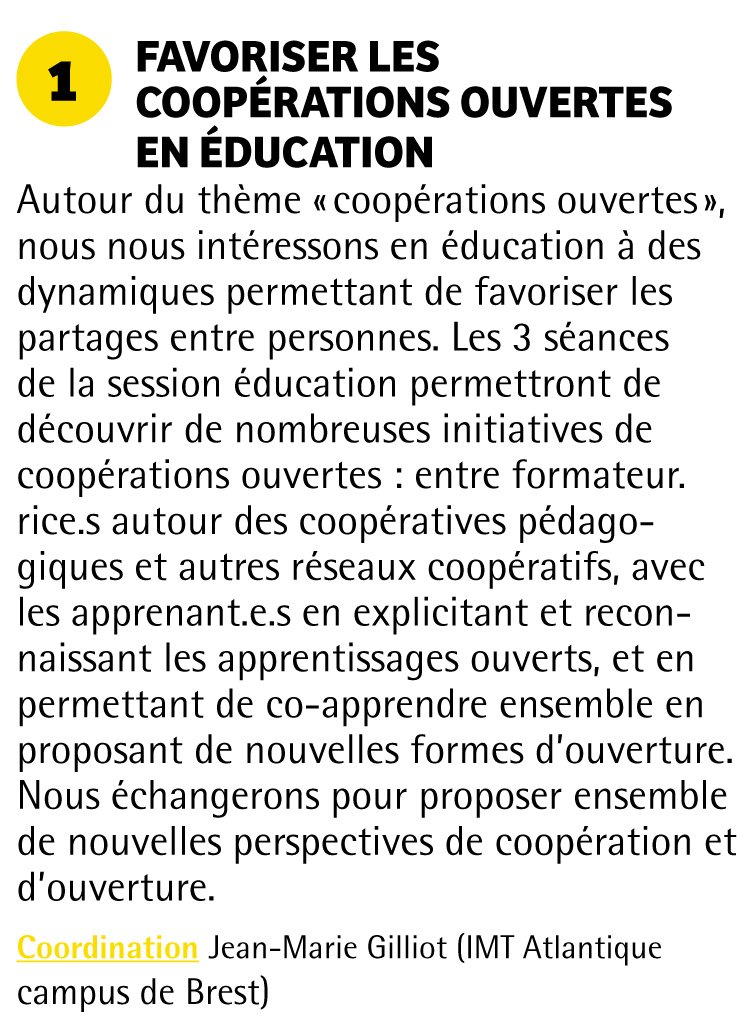 1
FAVORISER LES
COOPÉRATIONS OUVERTES
EN ÉDUCATION
Autour du thème « coopérations ouvertes »,
nous nous intéressons en éducation à des
dynamiques permettant de favoriser les
partages entre personnes. Les 3 séances
de la session éducation permettront de
découvrir de nombreuses initiatives de
coopérations ouvertes : entre formateur.
rice.s autour des coopératives pédago-
giques et autres réseaux coopératifs, avec
les apprenant.e.s en explicitant et recon-
naissant les apprentissages ouverts, et en
permettant de co-apprendre ensemble en
proposant de nouvelles formes d’ouverture.
Nous échangerons pour proposer ensemble
de nouvelles perspectives de coopération et
d’ouverture.
Coordination Jean-Marie Gilliot (IMT Atlantique
campus de Brest)